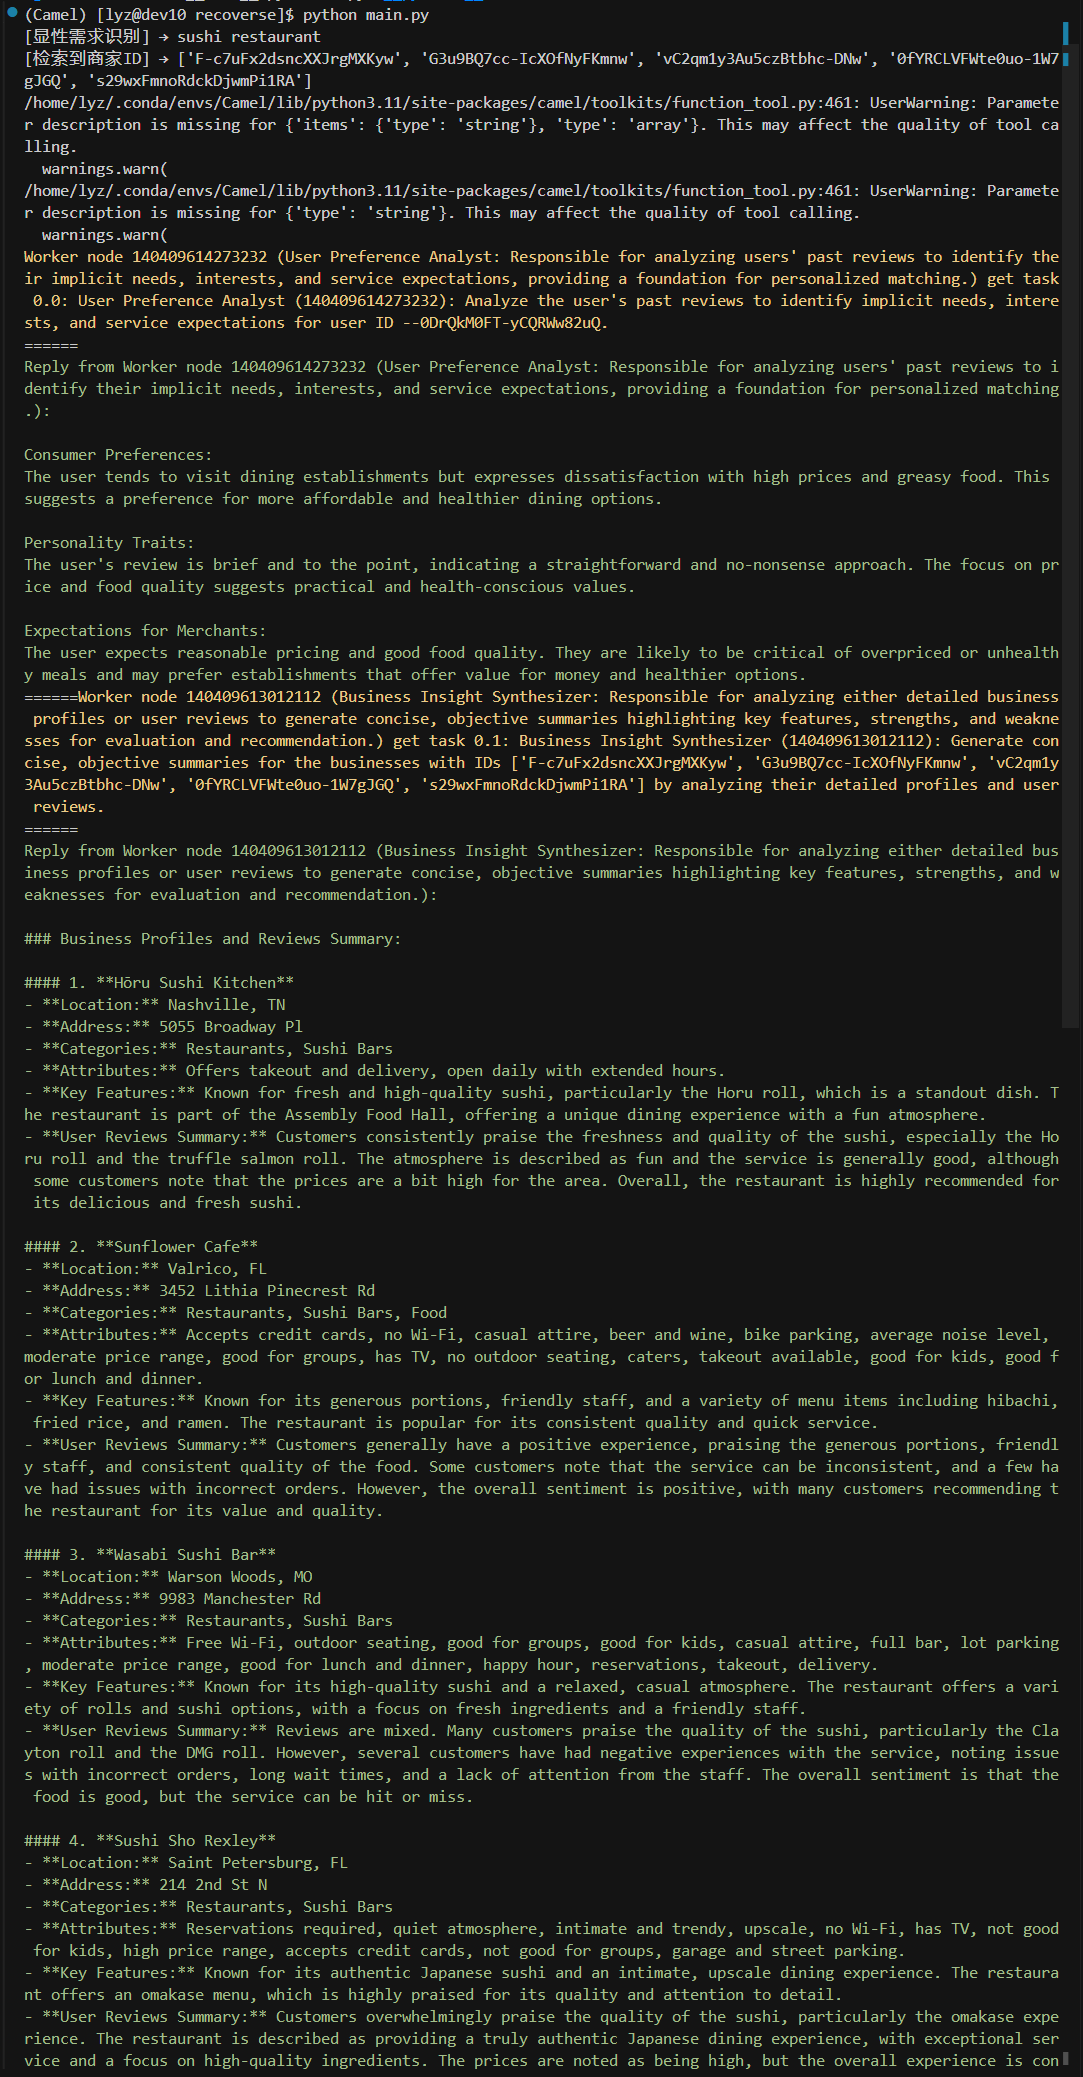 (Camel) [lyz@dev10 recoverse]$ python main.py
[显性需求识别] → sushi restaurant
[检索到商家ID] → ['F-c7uFx2dsncXXJrgMXKyw', 'G3u9BQ7cc-IcXOfNyFKmnw', 'vC2qm1y3Au5czBtbhc-DNw', '0fYRCLVFWte0uo-1W7
gJGQ', 's29wxFmnoRdckDjwmPi1RA']
/home/lyz/.conda/envs/Camel/lib/python3.11/site-packages/camel/toolkits/function_tool.py:461: UserWarning: Paramete
r description is missing for {'items': {'type': 'string'}, 'type': 'array'}. This may affect the quality of tool ca
lling.
  warnings.warn(
/home/lyz/.conda/envs/Camel/lib/python3.11/site-packages/camel/toolkits/function_tool.py:461: UserWarning: Paramete
r description is missing for {'type': 'string'}. This may affect the quality of tool calling.
  warnings.warn(
Worker node 140409614273232 (User Preference Analyst: Responsible for analyzing users' past reviews to identify the
ir implicit needs, interests, and service expectations, providing a foundation for personalized matching.) get task
 0.0: User Preference Analyst (140409614273232): Analyze the user's past reviews to identify implicit needs, intere
sts, and service expectations for user ID --0DrQkM0FT-yCQRWw82uQ.
======
Reply from Worker node 140409614273232 (User Preference Analyst: Responsible for analyzing users' past reviews to i
dentify their implicit needs, interests, and service expectations, providing a foundation for personalized matching
.):

Consumer Preferences:
The user tends to visit dining establishments but expresses dissatisfaction with high prices and greasy food. This
suggests a preference for more affordable and healthier dining options.

Personality Traits:
The user's review is brief and to the point, indicating a straightforward and no-nonsense approach. The focus on pr
ice and food quality suggests practical and health-conscious values.

Expectations for Merchants:
The user expects reasonable pricing and good food quality. They are likely to be critical of overpriced or unhealth
y meals and may prefer establishments that offer value for money and healthier options.
======Worker node 140409613012112 (Business Insight Synthesizer: Responsible for analyzing either detailed business
 profiles or user reviews to generate concise, objective summaries highlighting key features, strengths, and weakne
sses for evaluation and recommendation.) get task 0.1: Business Insight Synthesizer (140409613012112): Generate con
cise, objective summaries for the businesses with IDs ['F-c7uFx2dsncXXJrgMXKyw', 'G3u9BQ7cc-IcXOfNyFKmnw', 'vC2qm1y
3Au5czBtbhc-DNw', '0fYRCLVFWte0uo-1W7gJGQ', 's29wxFmnoRdckDjwmPi1RA'] by analyzing their detailed profiles and user
 reviews.
======
Reply from Worker node 140409613012112 (Business Insight Synthesizer: Responsible for analyzing either detailed bus
iness profiles or user reviews to generate concise, objective summaries highlighting key features, strengths, and w
eaknesses for evaluation and recommendation.):

### Business Profiles and Reviews Summary:

#### 1. **Hōru Sushi Kitchen**
- **Location:** Nashville, TN
- **Address:** 5055 Broadway Pl
- **Categories:** Restaurants, Sushi Bars
- **Attributes:** Offers takeout and delivery, open daily with extended hours.
- **Key Features:** Known for fresh and high-quality sushi, particularly the Horu roll, which is a standout dish. T
he restaurant is part of the Assembly Food Hall, offering a unique dining experience with a fun atmosphere.
- **User Reviews Summary:** Customers consistently praise the freshness and quality of the sushi, especially the Ho
ru roll and the truffle salmon roll. The atmosphere is described as fun and the service is generally good, although
 some customers note that the prices are a bit high for the area. Overall, the restaurant is highly recommended for
 its delicious and fresh sushi.

#### 2. **Sunflower Cafe**
- **Location:** Valrico, FL
- **Address:** 3452 Lithia Pinecrest Rd
- **Categories:** Restaurants, Sushi Bars, Food
- **Attributes:** Accepts credit cards, no Wi-Fi, casual attire, beer and wine, bike parking, average noise level,
moderate price range, good for groups, has TV, no outdoor seating, caters, takeout available, good for kids, good f
or lunch and dinner.
- **Key Features:** Known for its generous portions, friendly staff, and a variety of menu items including hibachi,
 fried rice, and ramen. The restaurant is popular for its consistent quality and quick service.
- **User Reviews Summary:** Customers generally have a positive experience, praising the generous portions, friendl
y staff, and consistent quality of the food. Some customers note that the service can be inconsistent, and a few ha
ve had issues with incorrect orders. However, the overall sentiment is positive, with many customers recommending t
he restaurant for its value and quality.

#### 3. **Wasabi Sushi Bar**
- **Location:** Warson Woods, MO
- **Address:** 9983 Manchester Rd
- **Categories:** Restaurants, Sushi Bars
- **Attributes:** Free Wi-Fi, outdoor seating, good for groups, good for kids, casual attire, full bar, lot parking
, moderate price range, good for lunch and dinner, happy hour, reservations, takeout, delivery.
- **Key Features:** Known for its high-quality sushi and a relaxed, casual atmosphere. The restaurant offers a vari
ety of rolls and sushi options, with a focus on fresh ingredients and a friendly staff.
- **User Reviews Summary:** Reviews are mixed. Many customers praise the quality of the sushi, particularly the Cla
yton roll and the DMG roll. However, several customers have had negative experiences with the service, noting issue
s with incorrect orders, long wait times, and a lack of attention from the staff. The overall sentiment is that the
 food is good, but the service can be hit or miss.

#### 4. **Sushi Sho Rexley**
- **Location:** Saint Petersburg, FL
- **Address:** 214 2nd St N
- **Categories:** Restaurants, Sushi Bars
- **Attributes:** Reservations required, quiet atmosphere, intimate and trendy, upscale, no Wi-Fi, has TV, not good
 for kids, high price range, accepts credit cards, not good for groups, garage and street parking.
- **Key Features:** Known for its authentic Japanese sushi and an intimate, upscale dining experience. The restaura
nt offers an omakase menu, which is highly praised for its quality and attention to detail.
- **User Reviews Summary:** Customers overwhelmingly praise the quality of the sushi, particularly the omakase expe
rience. The restaurant is described as providing a truly authentic Japanese dining experience, with exceptional ser
vice and a focus on high-quality ingredients. The prices are noted as being high, but the overall experience is con